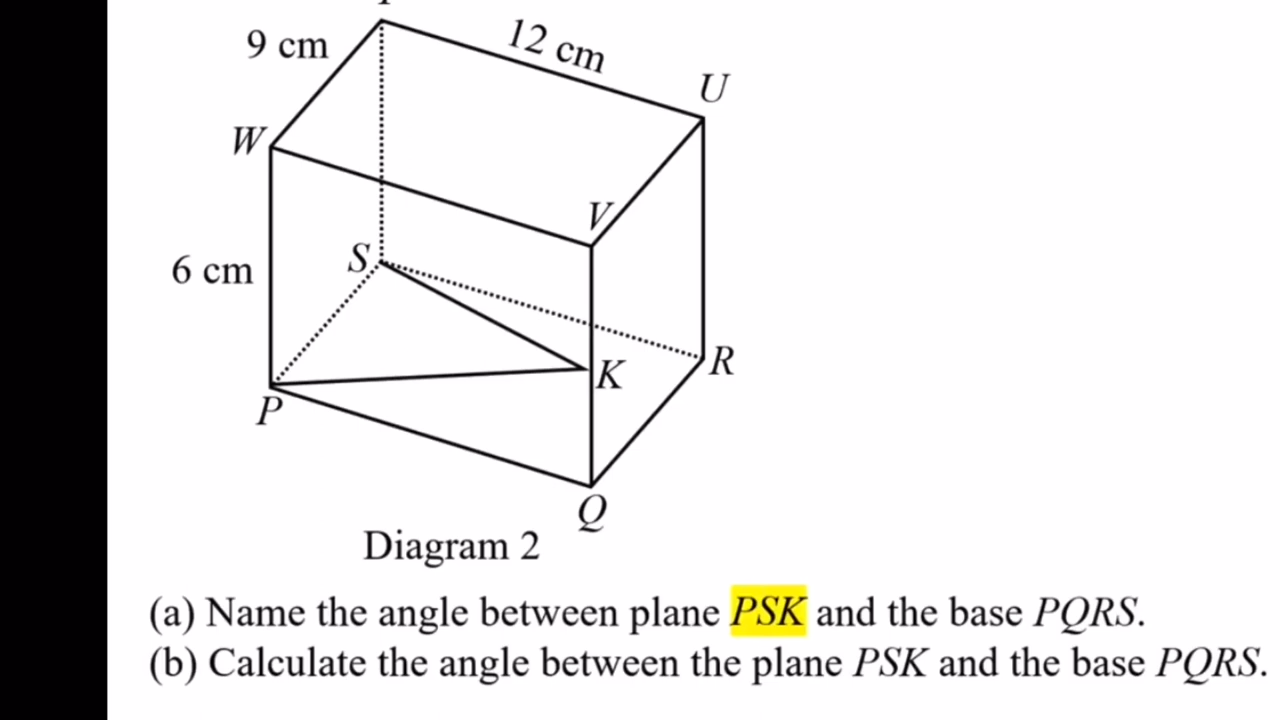 9 cm
12 cm
U
W
V
6 cm
S
K
R
P
Q
Diagram 2
(a) Name the angle between plane PSK and the base PQRS.
(b) Calculate the angle between the plane PSK and the base PQRS.